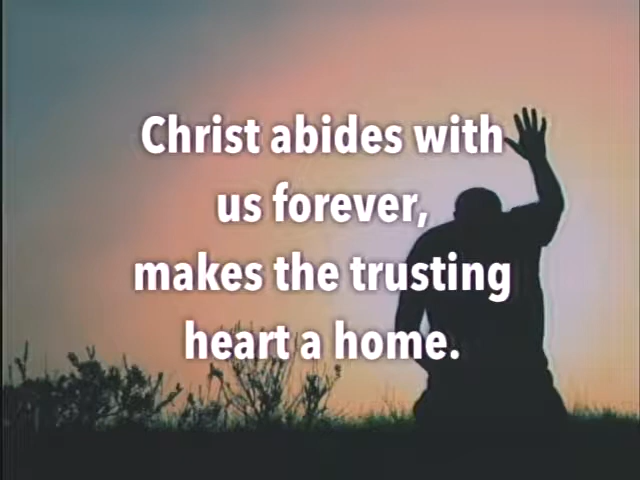 Christ abides with
us forever,
makes the trusting
heart a home.